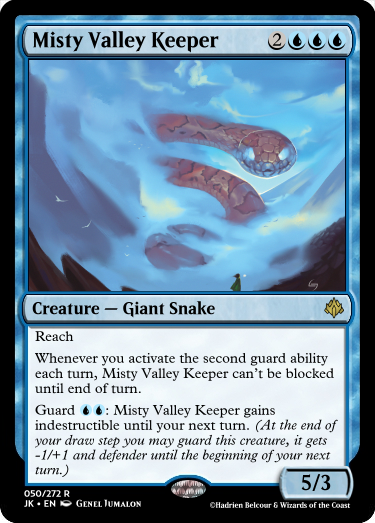 Misty Valley Keeper 2
Creature — Giant Snake
Reach
Whenever you activate the second guard ability
each turn, Misty Valley Keeper can't be blocked
until end of turn.
Guard : Misty Valley Keeper gains
indestructible until your next turn. (At the end of
your draw step you may guard this creature, it gets
-1/+1 and defender until the beginning of your next
turn.)
5/3
050/272 R
JK • EN Genel Jumalon
©Hadrien Belcour & Wizards of the Coast